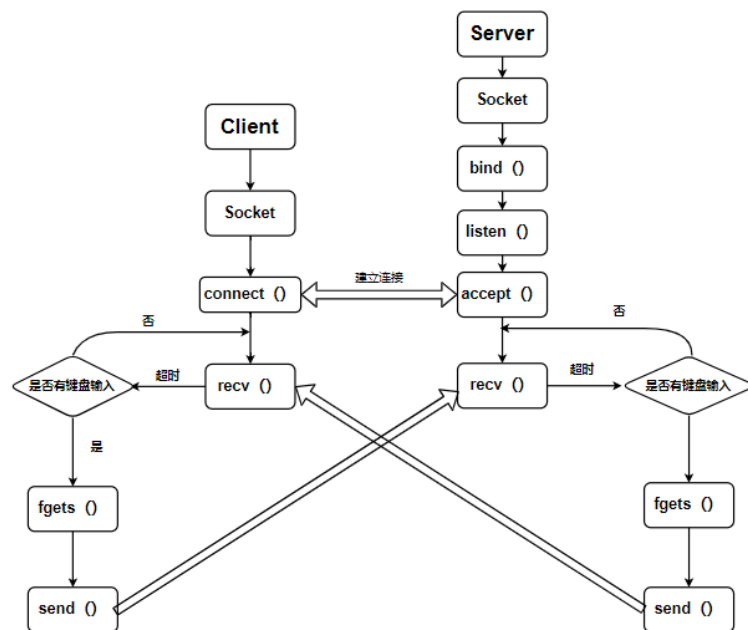 Server
Socket
Client
bind ()
Socket
listen ()
建立连接
connect ()
accept ()
否
否
是否有键盘输入
超时
recv ()
recv ()
超时
是否有键盘输入
是
fgets ()
fgets ()
send ()
send ()